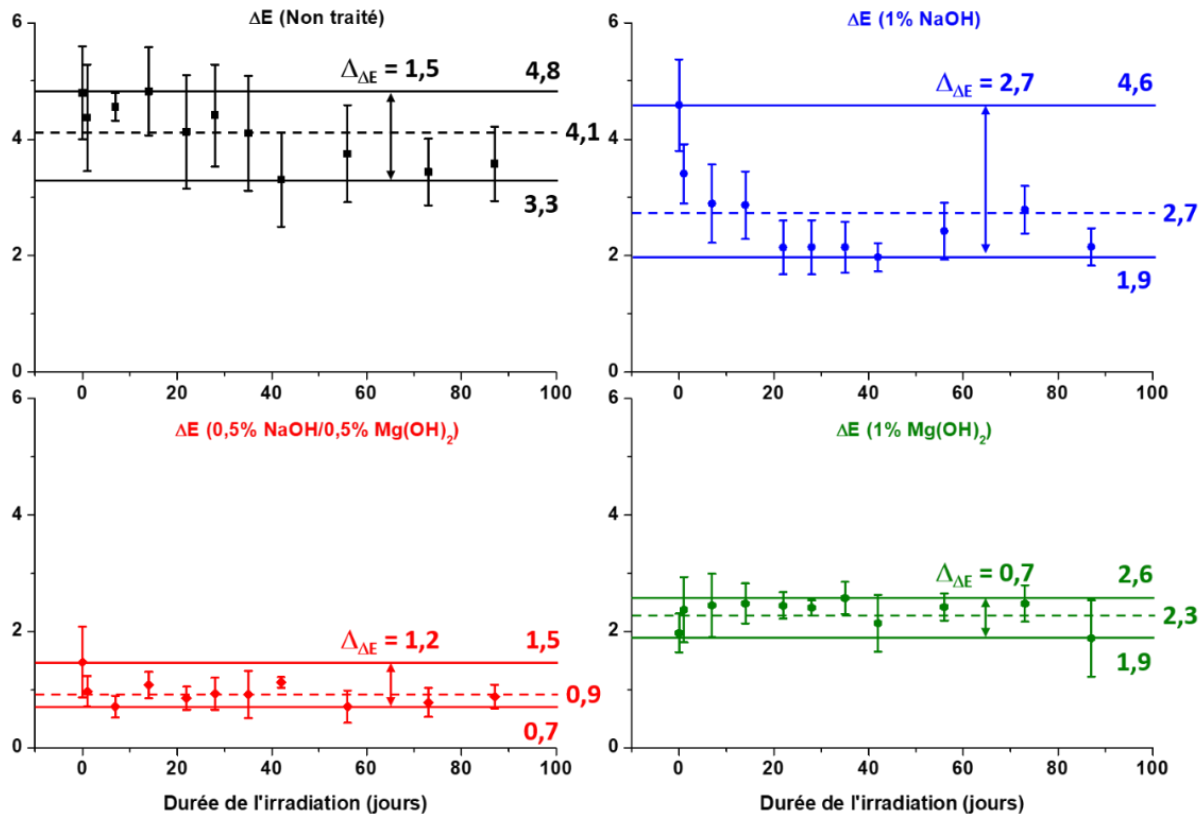 ΔE (Non traité)
6
4
2
0
Δ_ΔE = 1,5
4,8
4,1
3,3
0 20 40 60 80 100
ΔE (1% NaOH)
6
4
2
0
Δ_ΔE = 2,7
4,6
2,7
1,9
0 20 40 60 80 100
ΔE (0,5% NaOH/0,5% Mg(OH)₂)
6
4
2
0
Δ_ΔE = 1,2
1,5
0,9
0,7
0 20 40 60 80 100
Durée de l'irradiation (jours)
ΔE (1% Mg(OH)₂)
6
4
2
0
Δ_ΔE = 0,7
2,6
2,3
1,9
0 20 40 60 80 100
Durée de l'irradiation (jours)